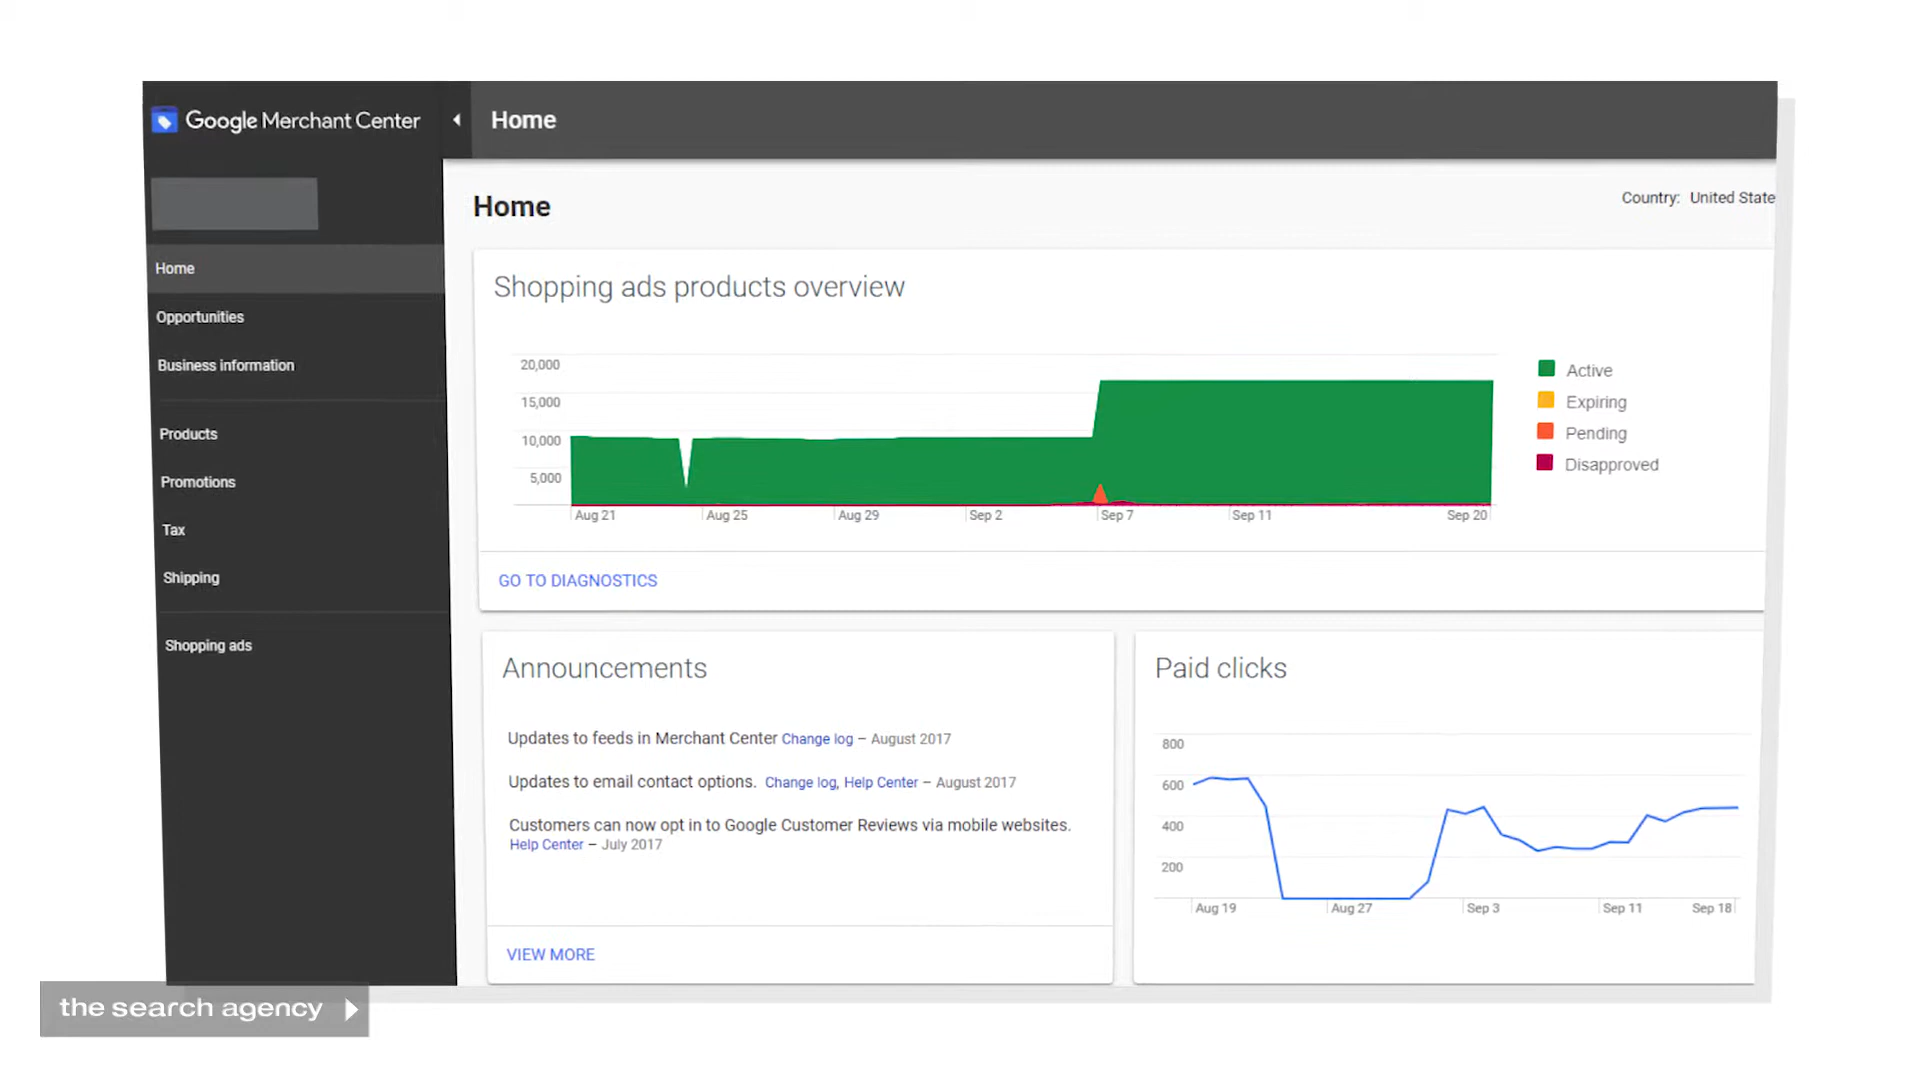 Google Merchant Center
Home
Home
Opportunities
Business information
Products
Promotions
Tax
Shipping
Shopping ads
Home
Country: United State
Shopping ads products overview
20,000
15,000
10,000
5,000
Aug 21 Aug 25 Aug 29 Sep 2 Sep 7 Sep 11 Sep 20
Active
Expiring
Pending
Disapproved
GO TO DIAGNOSTICS
Announcements
Updates to feeds in Merchant Center Change log – August 2017
Updates to email contact options. Change log, Help Center – August 2017
Customers can now opt in to Google Customer Reviews via mobile websites.
Help Center – July 2017
VIEW MORE
Paid clicks
800
600
400
200
Aug 19 Aug 27 Sep 3 Sep 11 Sep 18
the search agency